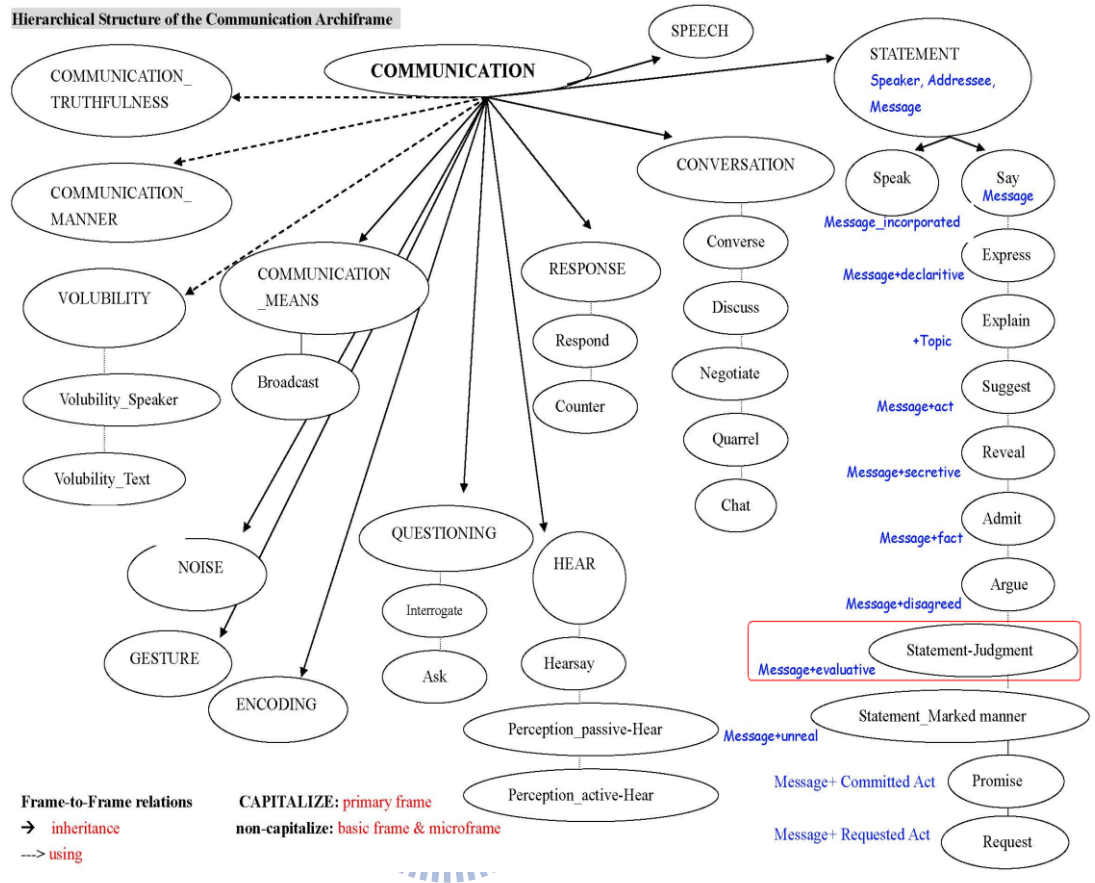 Hierarchical Structure of the Communication Archiframe
COMMUNICATION
SPEECH
STATEMENT
Speaker, Addressee,
Message
COMMUNICATION_
TRUTHFULNESS
COMMUNICATION_
MANNER
VOLUBILITY
Volubility_Speaker
Volubility_Text
COMMUNICATION
_MEANS
Broadcast
NOISE
GESTURE
ENCODING
QUESTIONING
Interrogate
Ask
HEAR
Hearsay
Perception_passive-Hear
Perception_active-Hear
RESPONSE
Respond
Counter
CONVERSATION
Converse
Discuss
Negotiate
Quarrel
Chat
Speak
Message_incorporated
Say
Message
Express
Message+declaritive
Explain
+Topic
Suggest
Message+act
Reveal
Message+secretive
Admit
Message+fact
Argue
Message+disagreed
Statement-Judgment
Message+evaluative
Statement_Marked manner
Message+unreal
Message+ Committed Act
Promise
Message+ Requested Act
Request
Frame-to-Frame relations
➔ inheritance
---> using
CAPITALIZE: primary frame
non-capitalize: basic frame & microframe